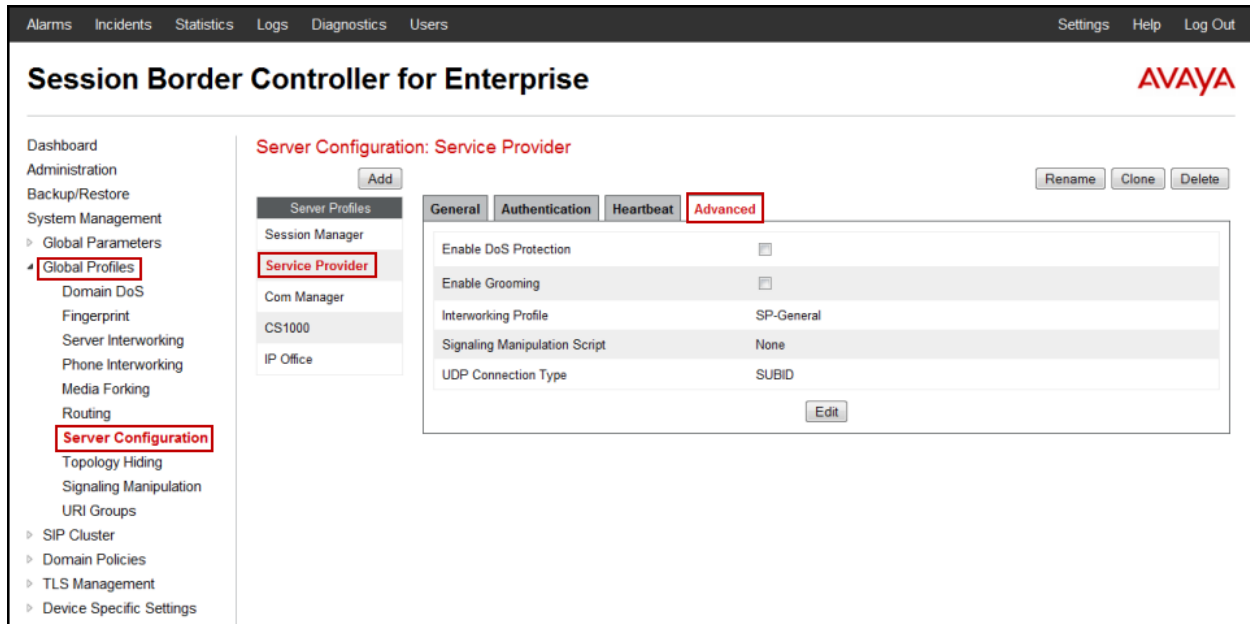 Alarms Incidents Statistics Logs Diagnostics Users Settings Help Log Out
Session Border Controller for Enterprise
AVAYA
Dashboard
Administration
Backup/Restore
System Management
Global Parameters
Global Profiles
Domain DoS
Fingerprint
Server Interworking
Phone Interworking
Media Forking
Routing
Server Configuration
Topology Hiding
Signaling Manipulation
URI Groups
SIP Cluster
Domain Policies
TLS Management
Device Specific Settings
Server Configuration: Service Provider
Add
Rename Clone Delete
Server Profiles
Session Manager
Service Provider
Com Manager
CS1000
IP Office
General Authentication Heartbeat Advanced
Enable DoS Protection
Enable Grooming
Interworking Profile SP-General
Signaling Manipulation Script None
UDP Connection Type SUBID
Edit